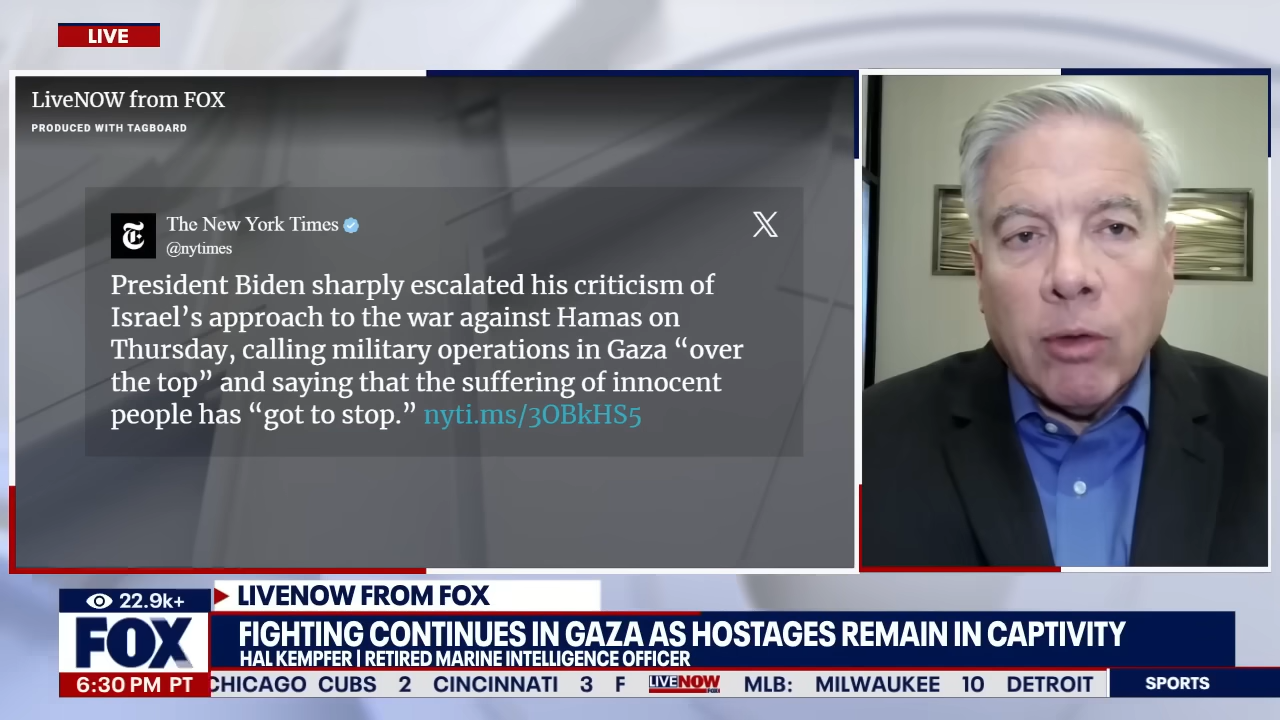 LIVE
LiveNOW from FOX
PRODUCED WITH TAGBOARD
The New York Times
@nytimes
President Biden sharply escalated his criticism of
Israel’s approach to the war against Hamas on
Thursday, calling military operations in Gaza “over
the top” and saying that the suffering of innocent
people has “got to stop.” nyti.ms/3OBkHS5
22.9k+
LIVENOW FROM FOX
FOX
FIGHTING CONTINUES IN GAZA AS HOSTAGES REMAIN IN CAPTIVITY
HAL KEMPFER | RETIRED MARINE INTELLIGENCE OFFICER
6:30 PM PT
CHICAGO CUBS 2 CINCINNATI 3 F LIVENOW FOX MLB: MILWAUKEE 10 DETROIT
SPORTS